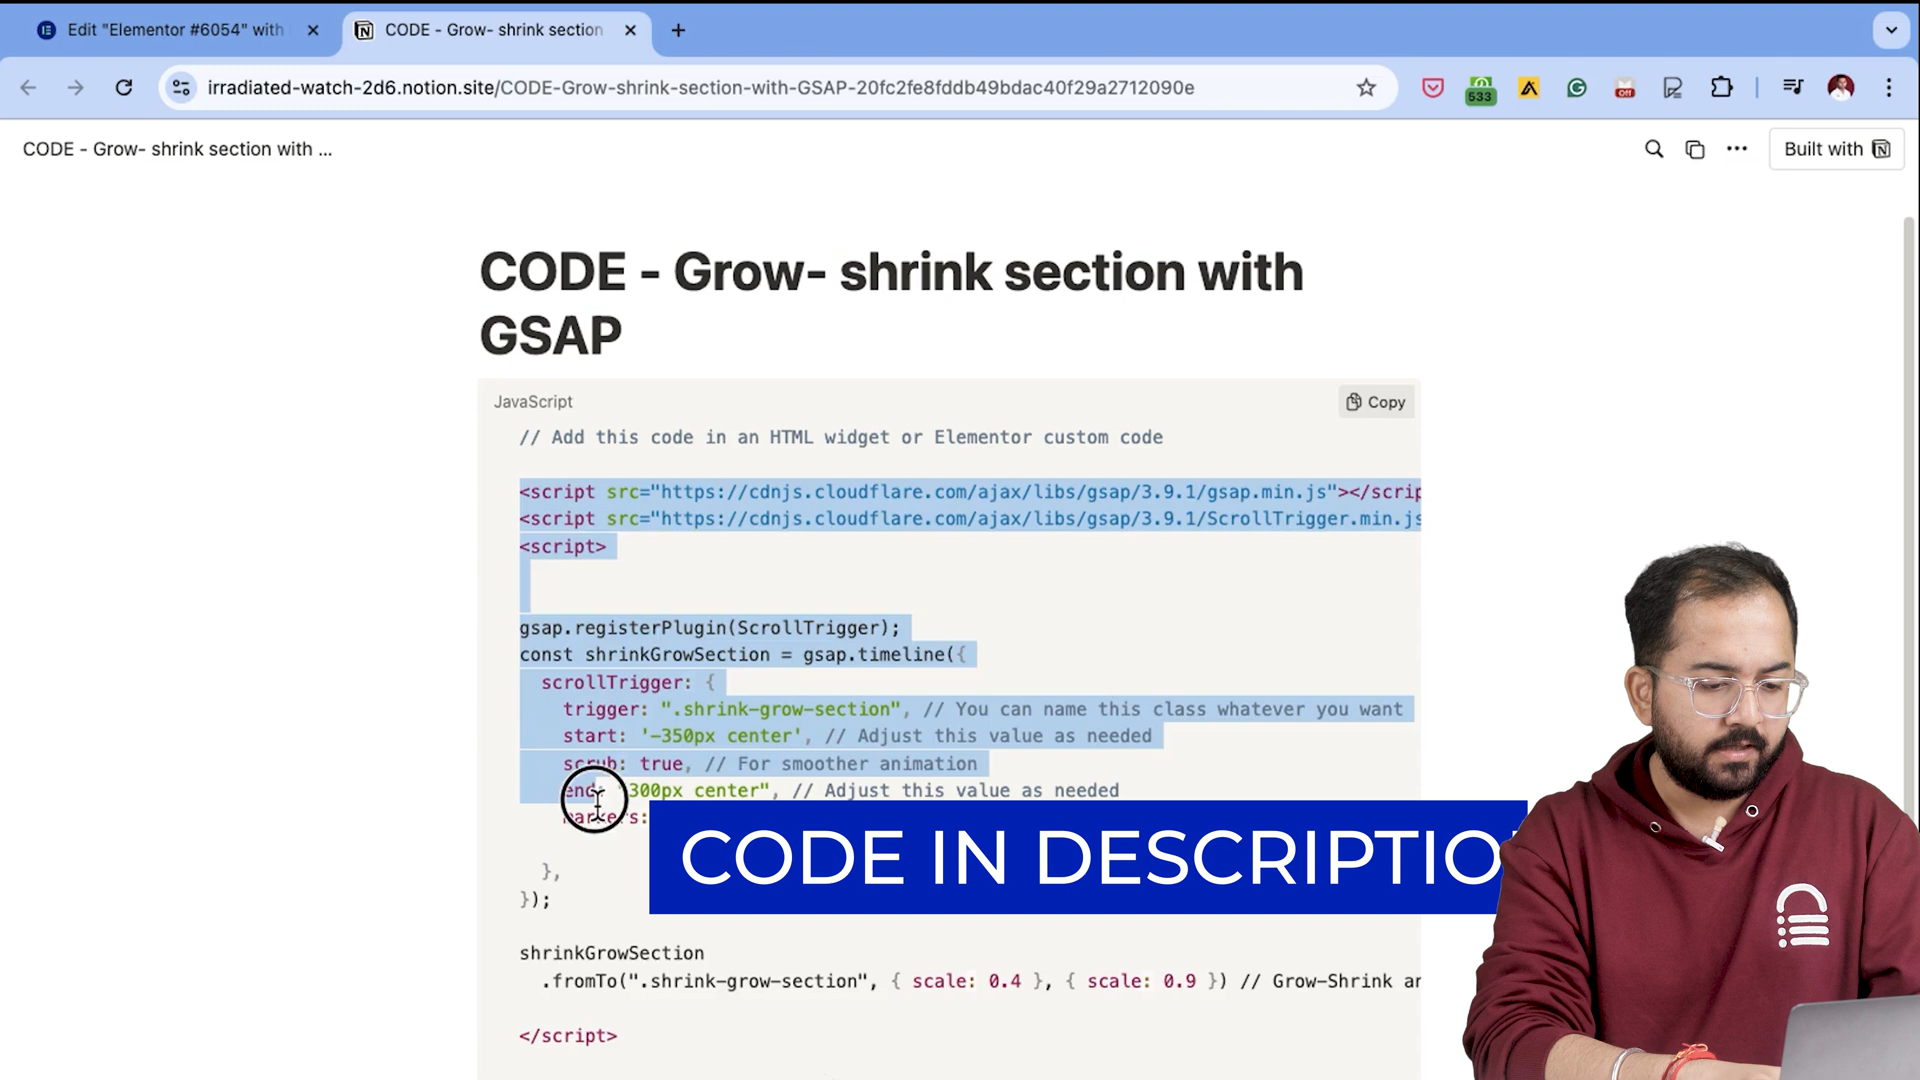 Edit "Elementor #6054" with
CODE - Grow- shrink section
irradiated-watch-2d6.notion.site/CODE-Grow-shrink-section-with-GSAP-20fc2fe8fddb49bdac40f29a2712090e
533
Off
CODE - Grow- shrink section with ...
Built with
CODE - Grow- shrink section with
GSAP
JavaScript
Copy
// Add this code in an HTML widget or Elementor custom code
<script src="https://cdnjs.cloudflare.com/ajax/libs/gsap/3.9.1/gsap.min.js"></scrip
<script src="https://cdnjs.cloudflare.com/ajax/libs/gsap/3.9.1/ScrollTrigger.min.js
<script>
gsap.registerPlugin(ScrollTrigger);
const shrinkGrowSection = gsap.timeline({
scrollTrigger: {
trigger: ".shrink-grow-section", // You can name this class whatever you want
start: '-350px center', // Adjust this value as needed
scrub: true, // For smoother animation
end: 300px center", // Adjust this value as needed
markers:
CODE IN DESCRIPTIO
},
});
shrinkGrowSection
.fromTo(".shrink-grow-section", { scale: 0.4 }, { scale: 0.9 }) // Grow-Shrink an
</script>